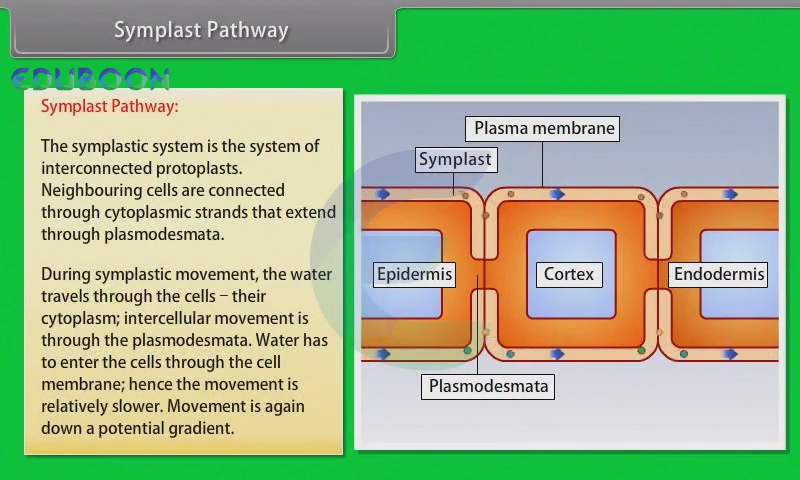 Symplast Pathway
EDUBOON
Symplast Pathway:
The symplastic system is the system of
interconnected protoplasts.
Neighbouring cells are connected
through cytoplasmic strands that extend
through plasmodesmata.
During symplastic movement, the water
travels through the cells – their
cytoplasm; intercellular movement is
through the plasmodesmata. Water has
to enter the cells through the cell
membrane; hence the movement is
relatively slower. Movement is again
down a potential gradient.
Plasma membrane
Symplast
Epidermis
Cortex
Endodermis
Plasmodesmata